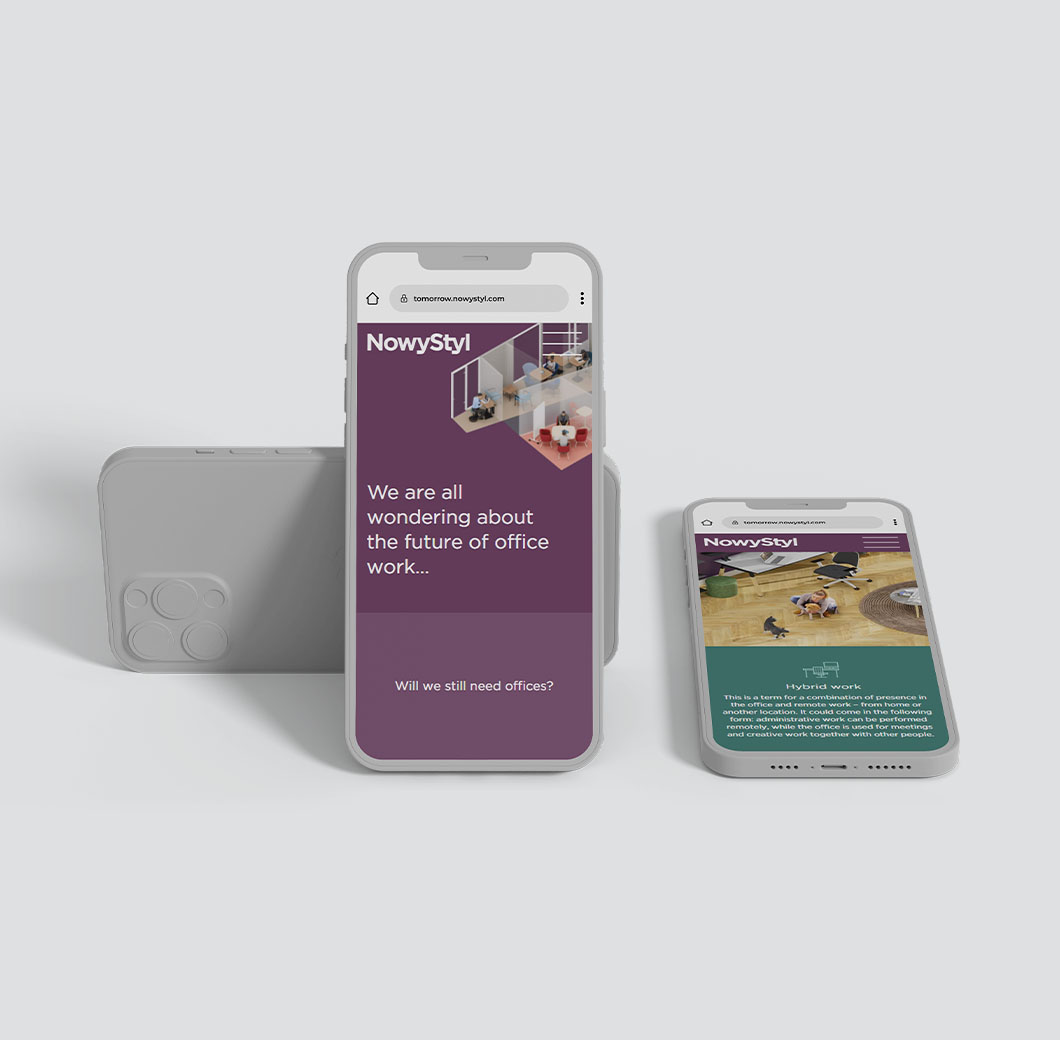 tomorrow.nowystyl.com
NowyStyl
We are all
wondering about
the future of office
work...
Will we still need offices?
tomorrow.nowystyl.com
NowyStyl
Hybrid work
This is a term for a combination of presence in
the office and remote work – from home or
another location. It could come in the following
form: administrative work can be performed
remotely, while the office is used for meetings
and creative work together with other people.